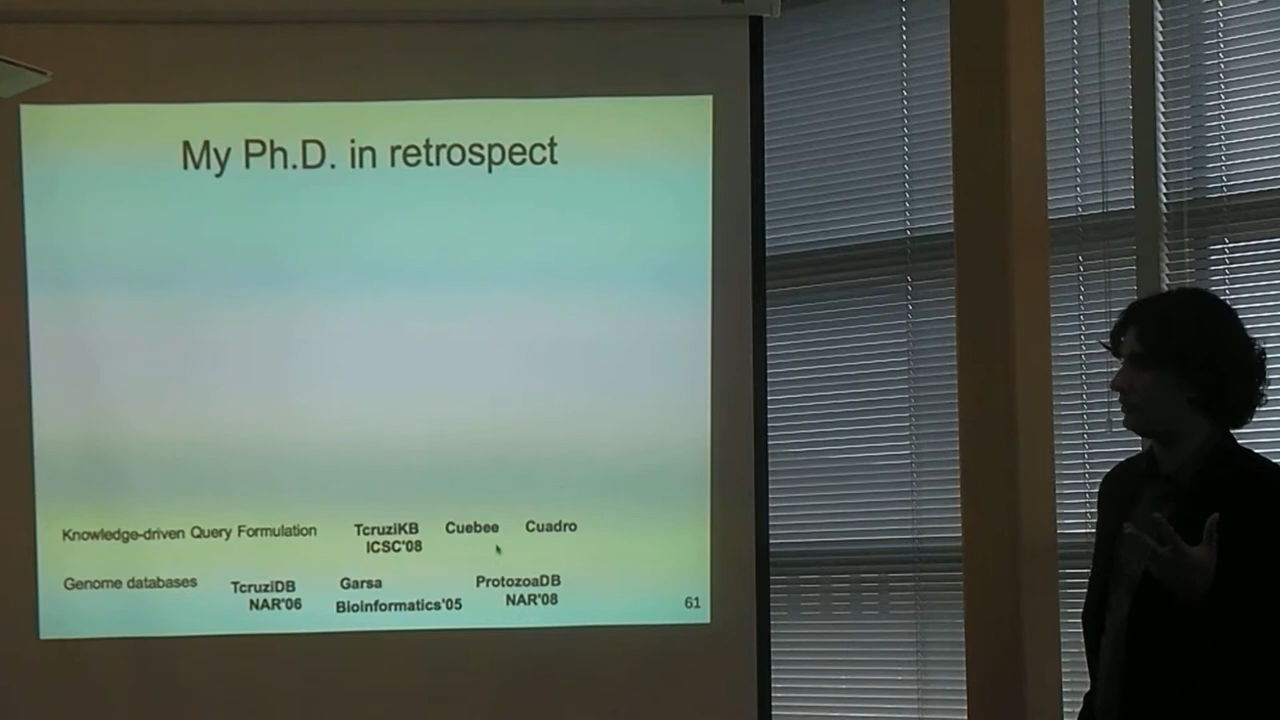 My Ph.D. in retrospect
Knowledge-driven Query Formulation TcruziKB Cuebee Cuadro
ICSC'08
Genome databases TcruziDB Garsa ProtozoaDB
NAR'06 Bioinformatics'05 NAR'08
61